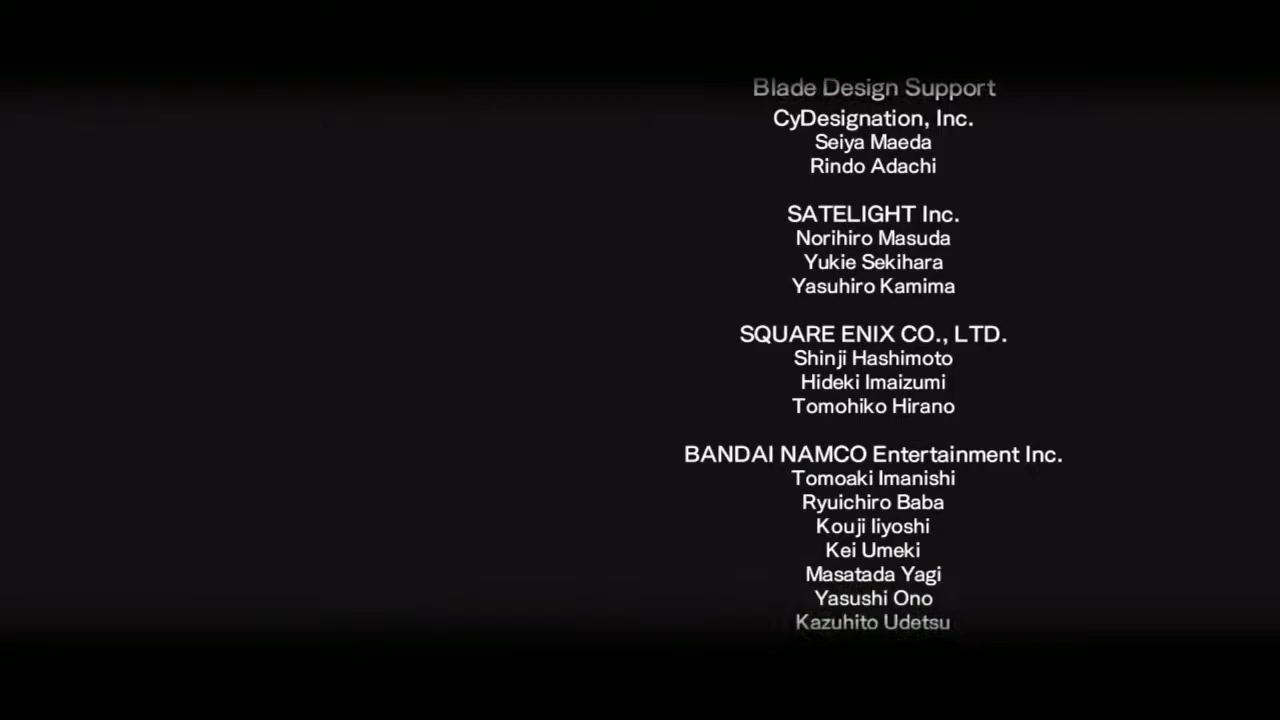 Blade Design Support
CyDesignation, Inc.
Seiya Maeda
Rindo Adachi
SATELIGHT Inc.
Norihiro Masuda
Yukie Sekihara
Yasuhiro Kamima
SQUARE ENIX CO., LTD.
Shinji Hashimoto
Hideki Imaizumi
Tomohiko Hirano
BANDAI NAMCO Entertainment Inc.
Tomoaki Imanishi
Ryuichiro Baba
Kouji Iiyoshi
Kei Umeki
Masatada Yagi
Yasushi Ono
Kazuhito Udetsu